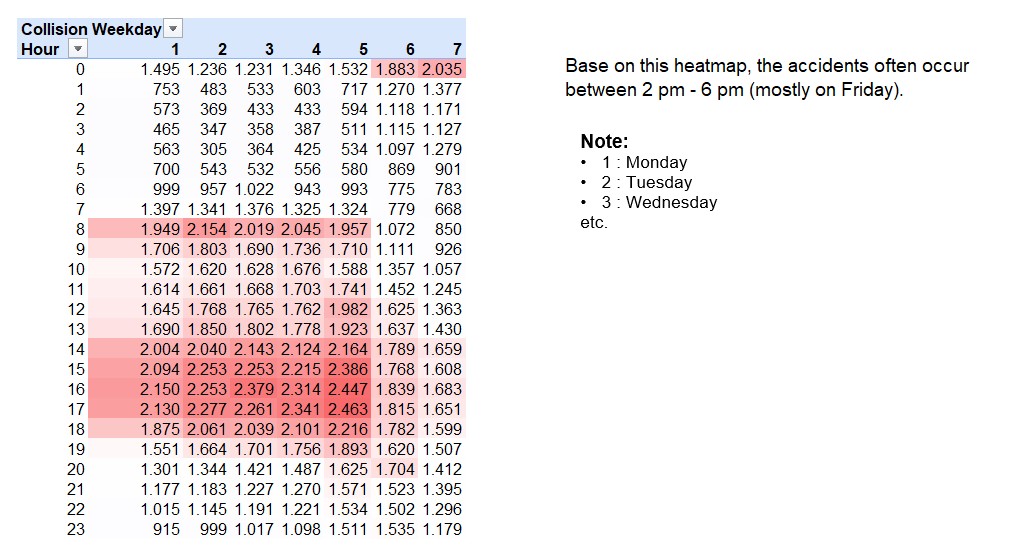 Collision Weekday
Hour 1 2 3 4 5 6 7
0 1.495 1.236 1.231 1.346 1.532 1.883 2.035
1 753 483 533 603 717 1.270 1.377
2 573 369 433 433 594 1.118 1.171
3 465 347 358 387 511 1.115 1.127
4 563 305 364 425 534 1.097 1.279
5 700 543 532 556 580 869 901
6 999 957 1.022 943 993 775 783
7 1.397 1.341 1.376 1.325 1.324 779 668
8 1.949 2.154 2.019 2.045 1.957 1.072 850
9 1.706 1.803 1.690 1.736 1.710 1.111 926
10 1.572 1.620 1.628 1.676 1.588 1.357 1.057
11 1.614 1.661 1.668 1.703 1.741 1.452 1.245
12 1.645 1.768 1.765 1.762 1.982 1.625 1.363
13 1.690 1.850 1.802 1.778 1.923 1.637 1.430
14 2.004 2.040 2.143 2.124 2.164 1.789 1.659
15 2.094 2.253 2.253 2.215 2.386 1.768 1.608
16 2.150 2.253 2.379 2.314 2.447 1.839 1.683
17 2.130 2.277 2.261 2.341 2.463 1.815 1.651
18 1.875 2.061 2.039 2.101 2.216 1.782 1.599
19 1.551 1.664 1.701 1.756 1.893 1.620 1.507
20 1.301 1.344 1.421 1.487 1.625 1.704 1.412
21 1.177 1.183 1.227 1.270 1.571 1.523 1.395
22 1.015 1.145 1.191 1.221 1.534 1.502 1.296
23 915 999 1.017 1.098 1.511 1.535 1.179
Base on this heatmap, the accidents often occur
between 2 pm - 6 pm (mostly on Friday).
Note:
• 1 : Monday
• 2 : Tuesday
• 3 : Wednesday
etc.